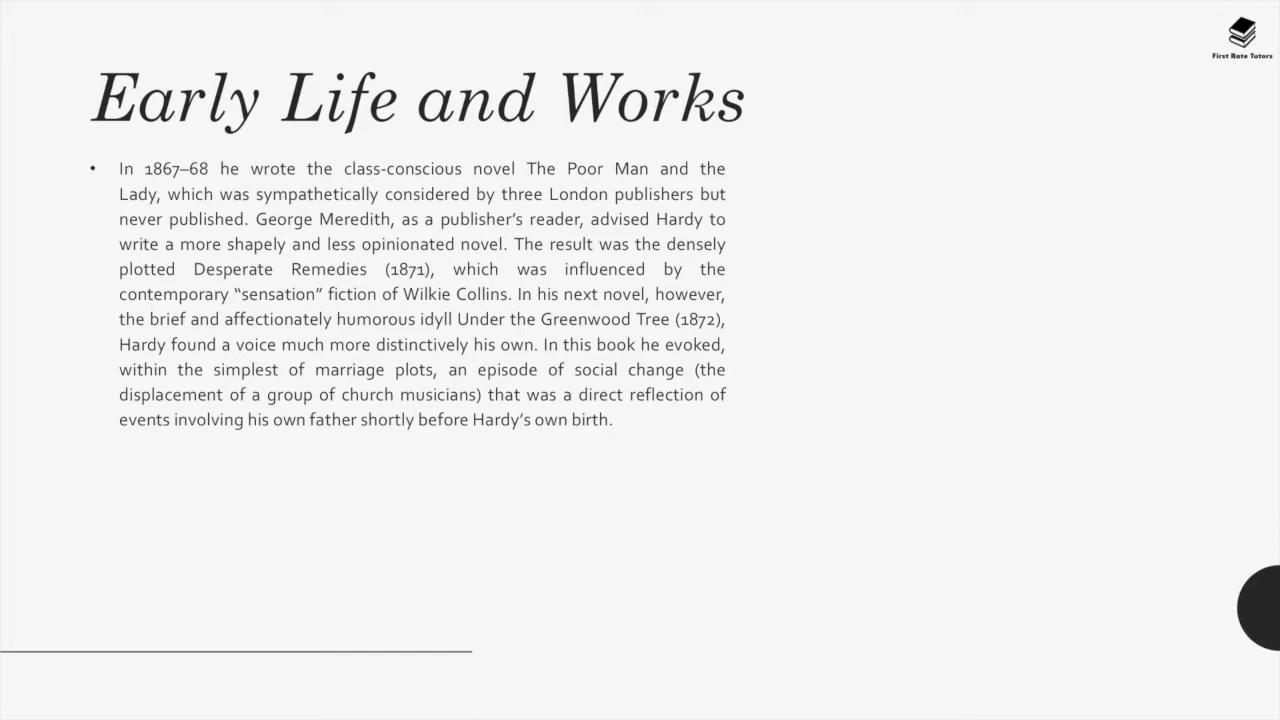 First Rate Tutors
Early Life and Works
• In 1867–68 he wrote the class-conscious novel The Poor Man and the
Lady, which was sympathetically considered by three London publishers but
never published. George Meredith, as a publisher’s reader, advised Hardy to
write a more shapely and less opinionated novel. The result was the densely
plotted Desperate Remedies (1871), which was influenced by the
contemporary “sensation” fiction of Wilkie Collins. In his next novel, however,
the brief and affectionately humorous idyll Under the Greenwood Tree (1872),
Hardy found a voice much more distinctively his own. In this book he evoked,
within the simplest of marriage plots, an episode of social change (the
displacement of a group of church musicians) that was a direct reflection of
events involving his own father shortly before Hardy’s own birth.